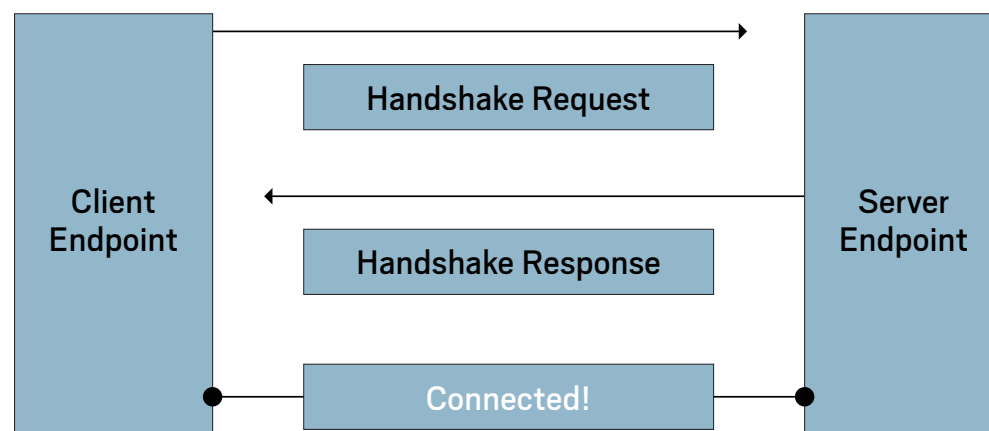 Handshake Request
Client
Endpoint
Server
Endpoint
Handshake Response
Connected!